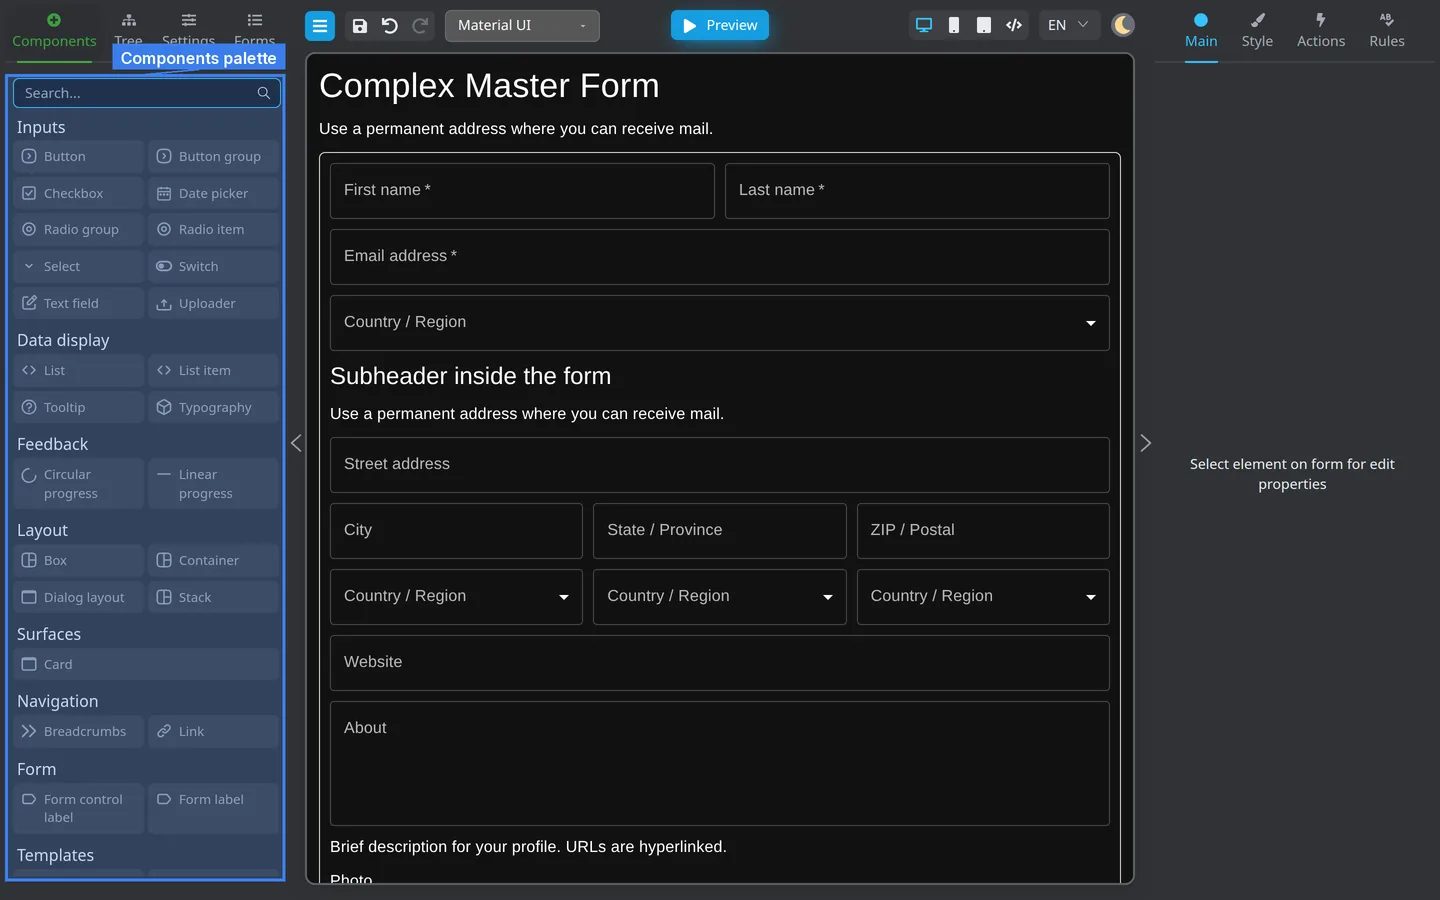 Components
Tree
Settings
Forms
Material UI
Preview
EN
Main
Style
Actions
AB
Rules
Components palette
Search...
Inputs
Button
Button group
Checkbox
Date picker
Radio group
Radio item
Select
Switch
Text field
Uploader
Data display
List
List item
Tooltip
Typography
Feedback
Circular
progress
Linear
progress
Layout
Box
Container
Dialog layout
Stack
Surfaces
Card
Navigation
Breadcrumbs
Link
Form
Form control
label
Form label
Templates
Complex Master Form
Use a permanent address where you can receive mail.
First name *
Last name *
Email address *
Country / Region
Subheader inside the form
Use a permanent address where you can receive mail.
Street address
City
State / Province
ZIP / Postal
Country / Region
Country / Region
Country / Region
Website
About
Brief description for your profile. URLs are hyperlinked.
Photo
Select element on form for edit
properties